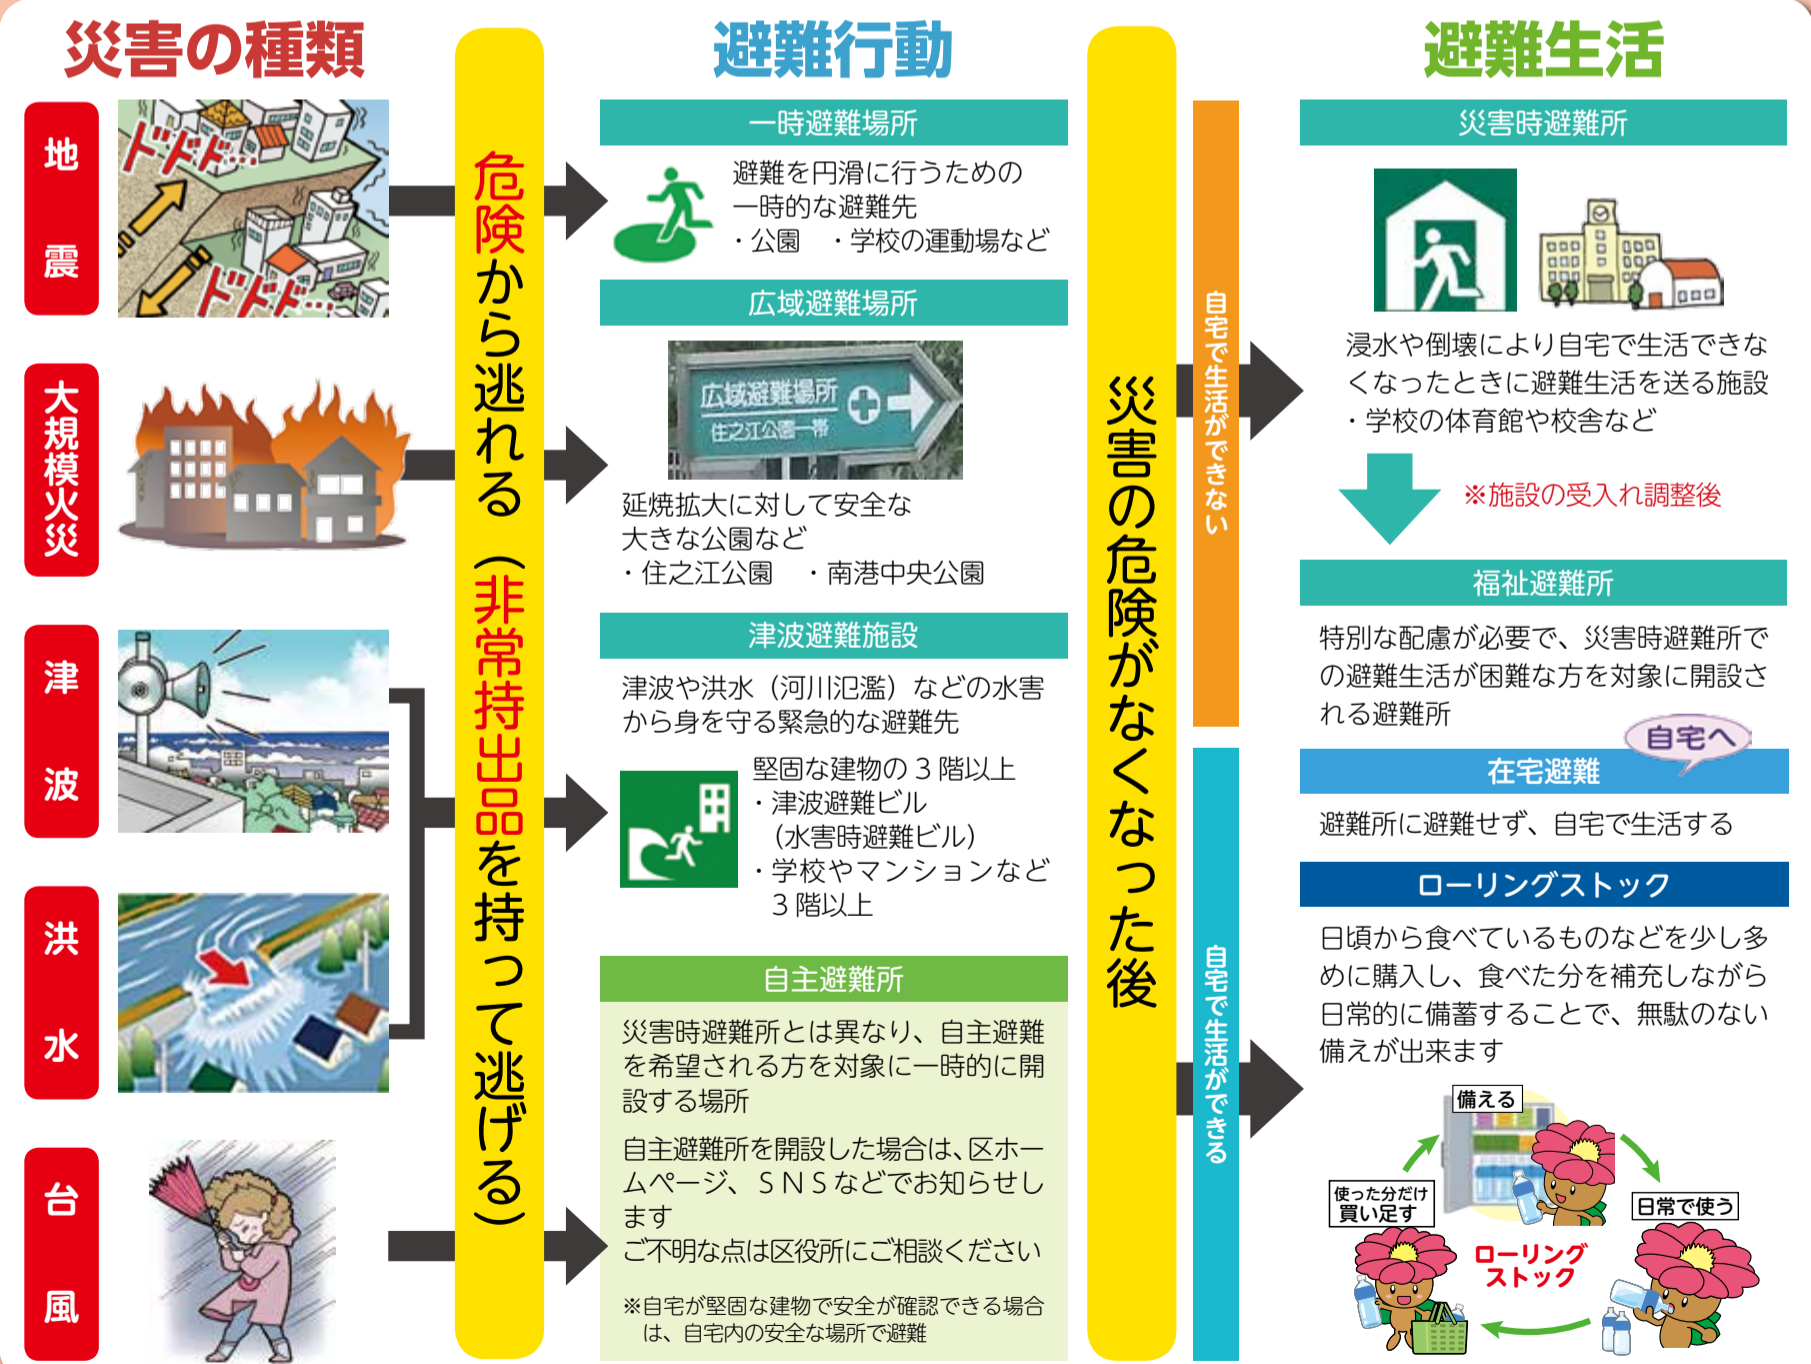 災害の種類
地震
ドドド…
ドドド…
大規模火災
津波
洪水
台風
危険から逃れる（非常持出品を持って逃げる）
避難行動
一時避難場所
避難を円滑に行うための
一時的な避難先
・公園　・学校の運動場など
広域避難場所
広域避難場所
住之江公園一帯
延焼拡大に対して安全な
大きな公園など
・住之江公園　・南港中央公園
津波避難施設
津波や洪水（河川氾濫）などの水害
から身を守る緊急的な避難先
堅固な建物の３階以上
・津波避難ビル
（水害時避難ビル）
・学校やマンションなど
３階以上
自主避難所
災害時避難所とは異なり、自主避難
を希望される方を対象に一時的に開
設する場所
自主避難所を開設した場合は、区ホー
ムページ、ＳＮＳなどでお知らせし
ます
ご不明な点は区役所にご相談ください
※自宅が堅固な建物で安全が確認できる場合
は、自宅内の安全な場所で避難
災害の危険がなくなった後
自宅で生活ができない
自宅で生活ができる
避難生活
災害時避難所
浸水や倒壊により自宅で生活できな
くなったときに避難生活を送る施設
・学校の体育館や校舎など
※施設の受入れ調整後
福祉避難所
特別な配慮が必要で、災害時避難所で
の避難生活が困難な方を対象に開設さ
れる避難所
自宅へ
在宅避難
避難所に避難せず、自宅で生活する
ローリングストック
日頃から食べているものなどを少し多
めに購入し、食べた分を補充しながら
日常的に備蓄することで、無駄のない
備えが出来ます
備える
使った分だけ
買い足す
日常で使う
ローリング
ストック